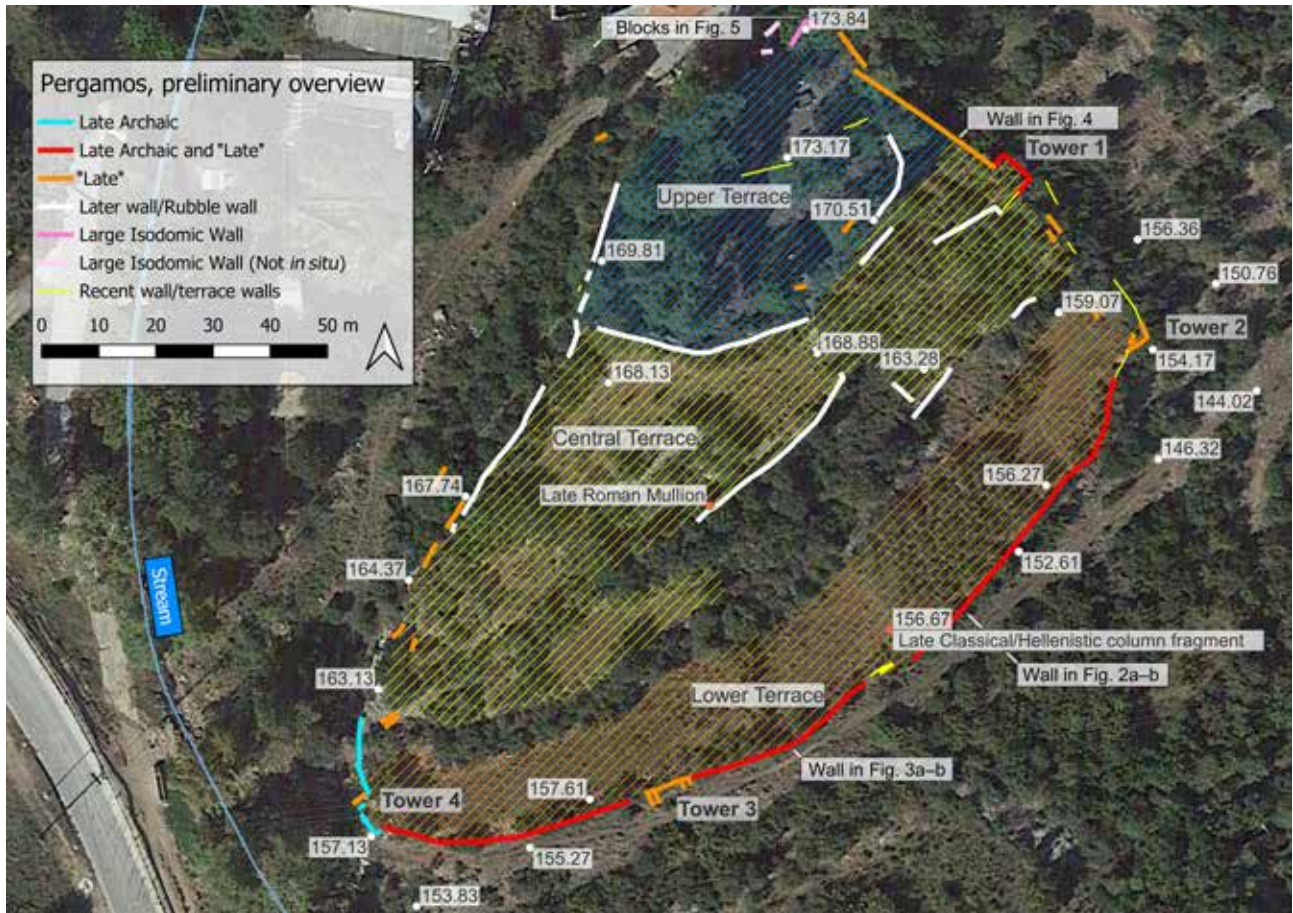 Blocks in Fig. 5
173.84
Pergamos, preliminary overview
Late Archaic
Late Archaic and "Late"
"Late"
Later wall/Rubble wall
Large Isodomic Wall
Large Isodomic Wall (Not in situ)
Recent wall/terrace walls
0 10 20 30 40 50 m
Wall in Fig. 4
Tower 1
173.17
Upper Terrace
170.51
156.36
169.81
150.76
159.07
Tower 2
168.88
163.28
154.17
168.13
144.02
Central Terrace
146.32
156.27
167.74
Late Roman Mullion
152.61
164.37
Stream
156.67
Late Classical/Hellenistic column fragment
Wall in Fig. 2a–b
163.13
Lower Terrace
Wall in Fig. 3a–b
Tower 4
157.61
Tower 3
157.13
155.27
153.83